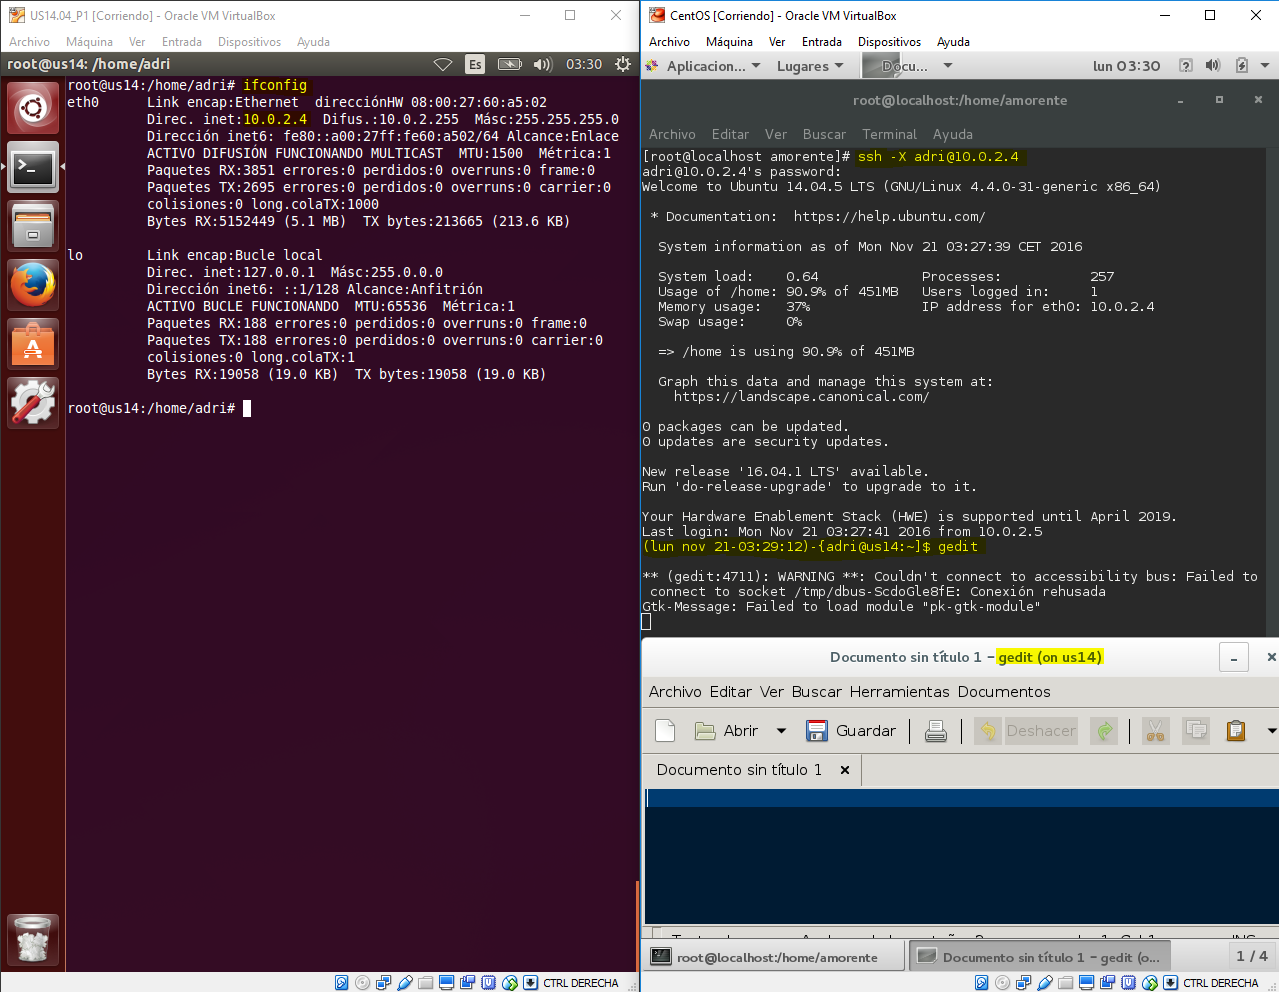 US14.04_P1 [Corriendo] - Oracle VM VirtualBox
Archivo Máquina Ver Entrada Dispositivos Ayuda
root@us14: /home/adri Es 03:30
root@us14:/home/adri# ifconfig
eth0 Link encap:Ethernet direcciónHW 08:00:27:60:a5:02
Direc. inet:10.0.2.4 Difus.:10.0.2.255 Másc:255.255.255.0
Dirección inet6: fe80::a00:27ff:fe60:a502/64 Alcance:Enlace
ACTIVO DIFUSIÓN FUNCIONANDO MULTICAST MTU:1500 Métrica:1
Paquetes RX:3851 errores:0 perdidos:0 overruns:0 frame:0
Paquetes TX:2695 errores:0 perdidos:0 overruns:0 carrier:0
colisiones:0 long.colaTX:1000
Bytes RX:5152449 (5.1 MB) TX bytes:213665 (213.6 KB)
lo Link encap:Bucle local
Direc. inet:127.0.0.1 Másc:255.0.0.0
Dirección inet6: ::1/128 Alcance:Anfitrión
ACTIVO BUCLE FUNCIONANDO MTU:65536 Métrica:1
Paquetes RX:188 errores:0 perdidos:0 overruns:0 frame:0
Paquetes TX:188 errores:0 perdidos:0 overruns:0 carrier:0
colisiones:0 long.colaTX:1
Bytes RX:19058 (19.0 KB) TX bytes:19058 (19.0 KB)
root@us14:/home/adri#
CTRL DERECHA
CentOS [Corriendo] - Oracle VM VirtualBox
Archivo Máquina Ver Entrada Dispositivos Ayuda
Aplicacion... Lugares Docu... lun 03:30
root@localhost:/home/amorente
Archivo Editar Ver Buscar Terminal Ayuda
[root@localhost amorente]# ssh -X adri@10.0.2.4
adri@10.0.2.4's password:
Welcome to Ubuntu 14.04.5 LTS (GNU/Linux 4.4.0-31-generic x86_64)
* Documentation: https://help.ubuntu.com/
System information as of Mon Nov 21 03:27:39 CET 2016
System load: 0.64 Processes: 257
Usage of /home: 90.9% of 451MB Users logged in: 1
Memory usage: 37% IP address for eth0: 10.0.2.4
Swap usage: 0%
=> /home is using 90.9% of 451MB
Graph this data and manage this system at:
https://landscape.canonical.com/
0 packages can be updated.
0 updates are security updates.
New release '16.04.1 LTS' available.
Run 'do-release-upgrade' to upgrade to it.
Your Hardware Enablement Stack (HWE) is supported until April 2019.
Last login: Mon Nov 21 03:27:41 2016 from 10.0.2.5
(lun nov 21-03:29:12)-{adri@us14:~]$ gedit
** (gedit:4711): WARNING **: Couldn't connect to accessibility bus: Failed to
connect to socket /tmp/dbus-ScdoGle8fE: Conexión rehusada
Gtk-Message: Failed to load module "pk-gtk-module"
Documento sin título 1 – gedit (on us14)
Archivo Editar Ver Buscar Herramientas Documentos
Abrir Guardar Deshacer
Documento sin título 1
root@localhost:/home/amorente Documento sin título 1 – gedit (o... 1 / 4
CTRL DERECHA